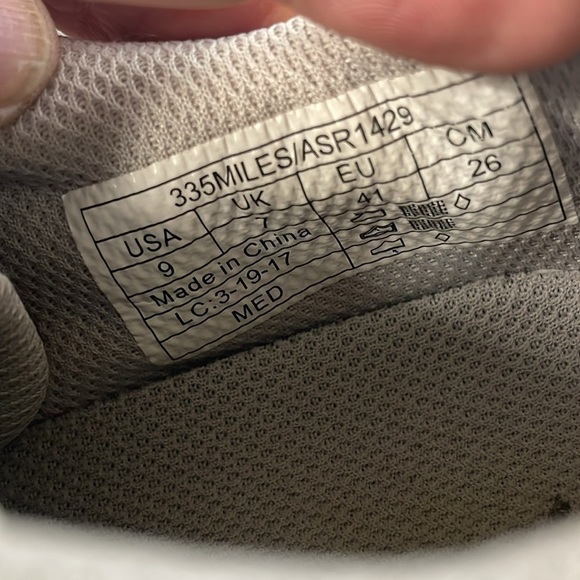 335MILES/ASR1429
USA UK EU CM
9 7 41 26
Made in China
LC:3-19-17
MED